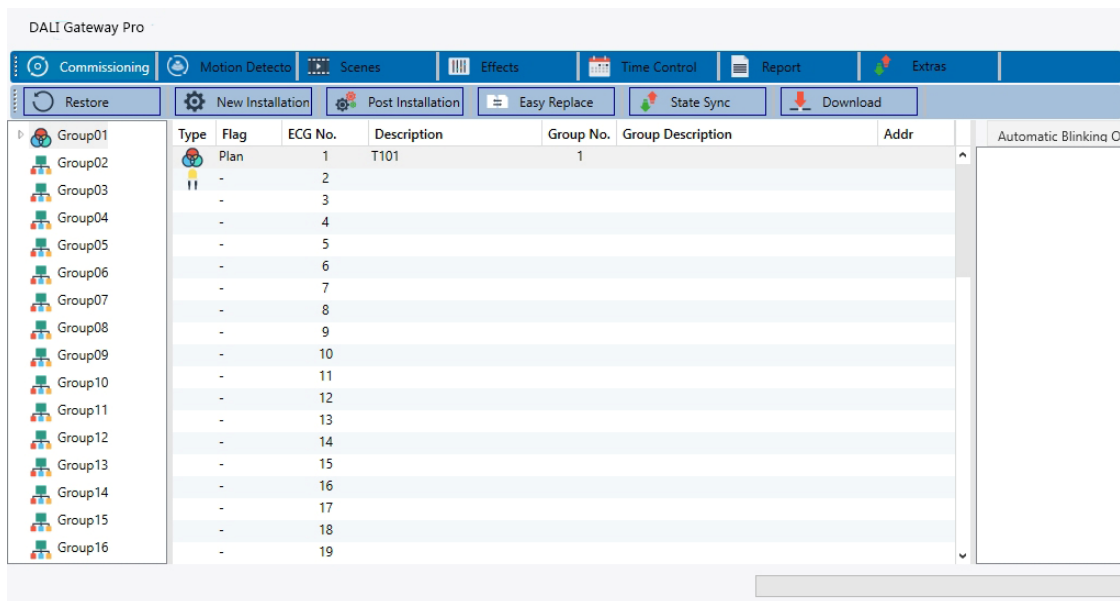 DALI Gateway Pro
Commissioning Motion Detecto Scenes Effects Time Control Report Extras
Restore New Installation Post Installation Easy Replace State Sync Download
Group01
Group02
Group03
Group04
Group05
Group06
Group07
Group08
Group09
Group10
Group11
Group12
Group13
Group14
Group15
Group16
Type Flag ECG No. Description Group No. Group Description Addr
Plan 1 T101 1
- 2
- 3
- 4
- 5
- 6
- 7
- 8
- 9
- 10
- 11
- 12
- 13
- 14
- 15
- 16
- 17
- 18
- 19
Automatic Blinking O